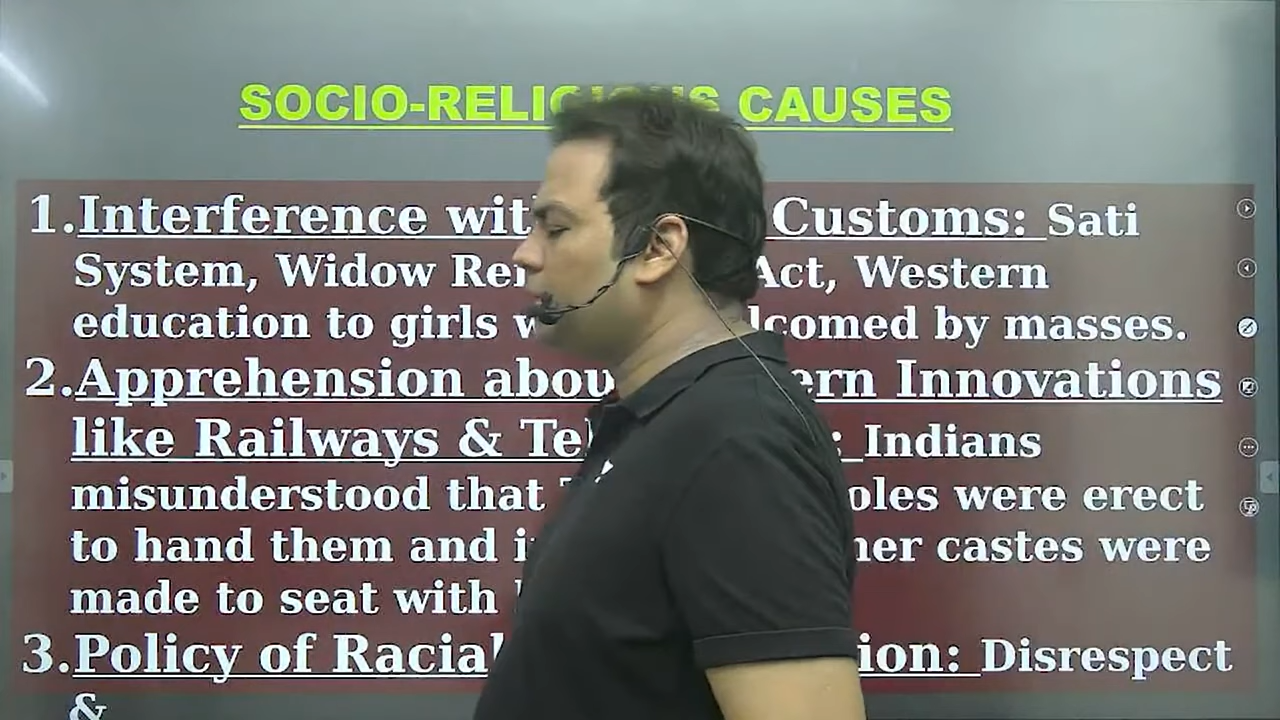 SOCIO-RELIGIOUS CAUSES
1. Interference with Customs: Sati
System, Widow Act, Western
education to girls lcomed by masses.
2. Apprehension abou ern Innovations
like Railways & Tel : Indians
misunderstood that oles were erect
to hand them and her castes were
made to seat with
3. Policy of Racial ion: Disrespect
&